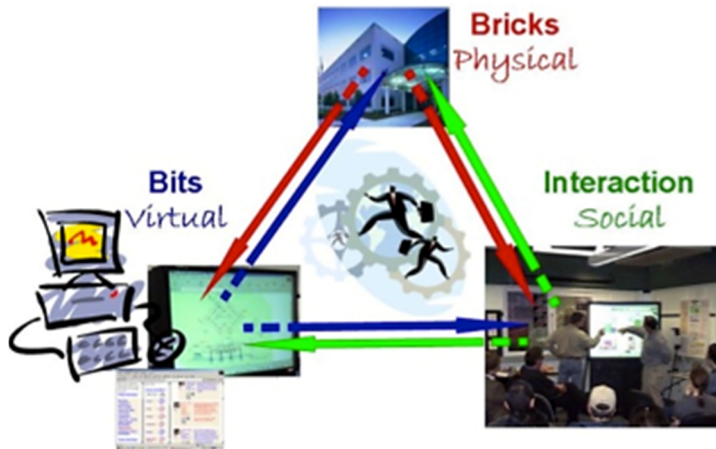 Bricks
Physical
Bits
Virtual
Interaction
Social